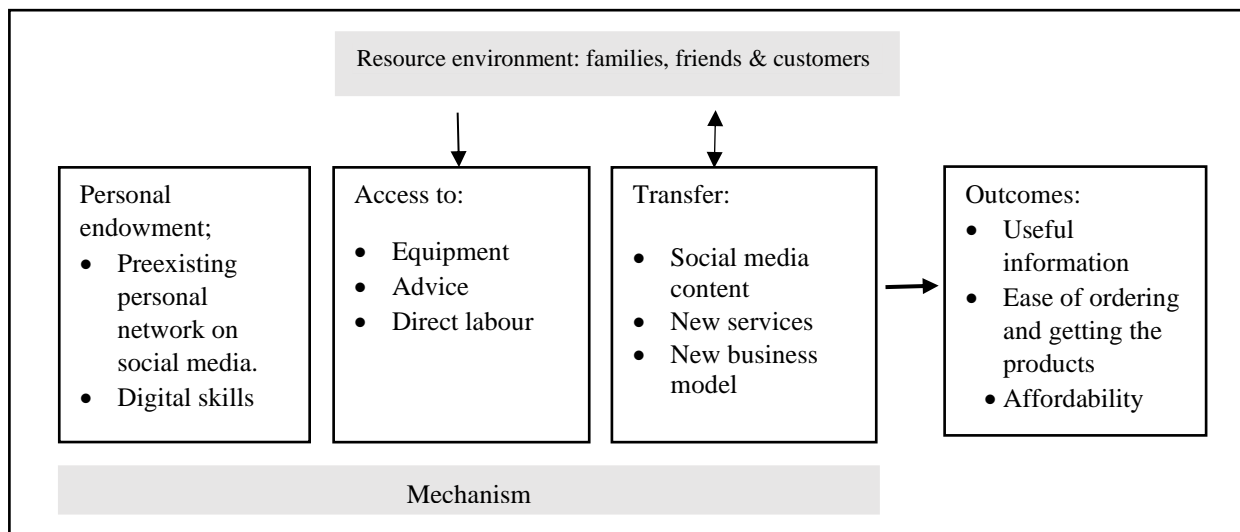 Resource environment: families, friends & customers
Personal
endowment;
• Preexisting
personal
network on
social media.
• Digital skills
Access to:
• Equipment
• Advice
• Direct labour
Transfer:
• Social media
content
• New services
• New business
model
Outcomes:
• Useful
information
• Ease of ordering
and getting the
products
• Affordability
Mechanism